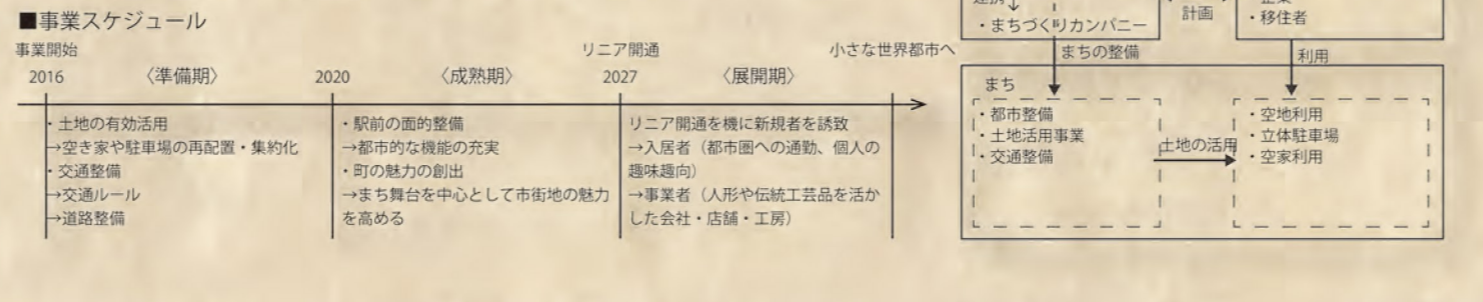 ■事業スケジュール
事業開始
リニア開通
小さな世界都市へ
2016
〈準備期〉
2020
〈成熟期〉
2027
〈展開期〉
・土地の有効活用
→空き家や駐車場の再配置・集約化
・交通整備
→交通ルール
→道路整備
・駅前の面的整備
→都市的な機能の充実
・町の魅力の創出
→まち舞台を中心として市街地の魅力
を高める
リニア開通を機に新規者を誘致
→入居者（都市圏への通勤、個人の
趣味趣向）
→事業者（人形や伝統工芸品を活か
した会社・店舗・工房）
・まちづくりカンパニー
計画
・移住者
まちの整備
利用
まち
・都市整備
・土地活用事業
・交通整備
土地の活用
・空地利用
・立体駐車場
・空家利用